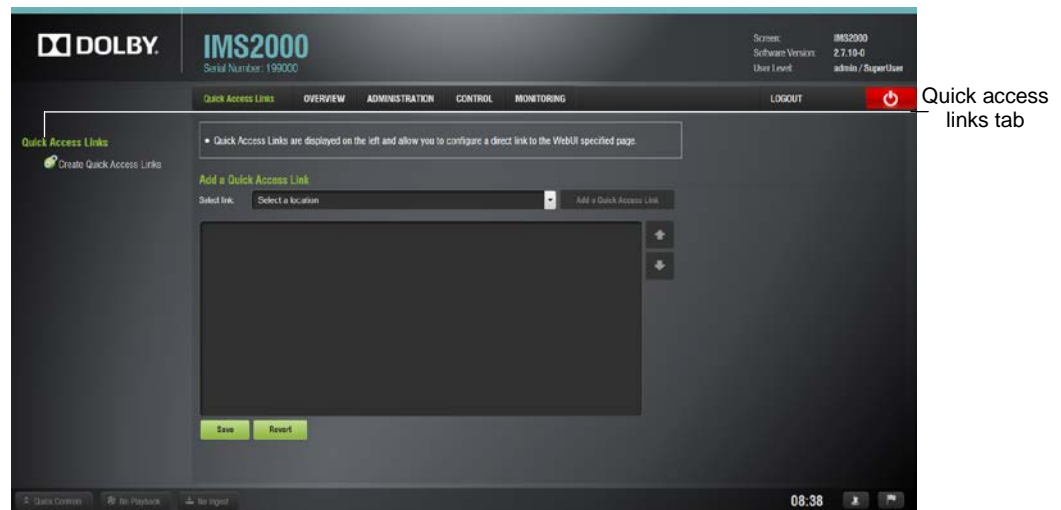 DOLBY.
IMS2000
Serial Number: 199000
Screen: IMS2000
Software Version: 2.7.10-0
User Level: admin / SuperUser
Quick Access Links OVERVIEW ADMINISTRATION CONTROL MONITORING LOGOUT
Quick access
links tab
Quick Access Links
Create Quick Access Links
• Quick Access Links are displayed on the left and allow you to configure a direct link to the WebUI specified page.
Add a Quick Access Link
Select link: Select a location Add a Quick Access Link
Save Revert
Quick Controls No Playback No Ingest 08:38